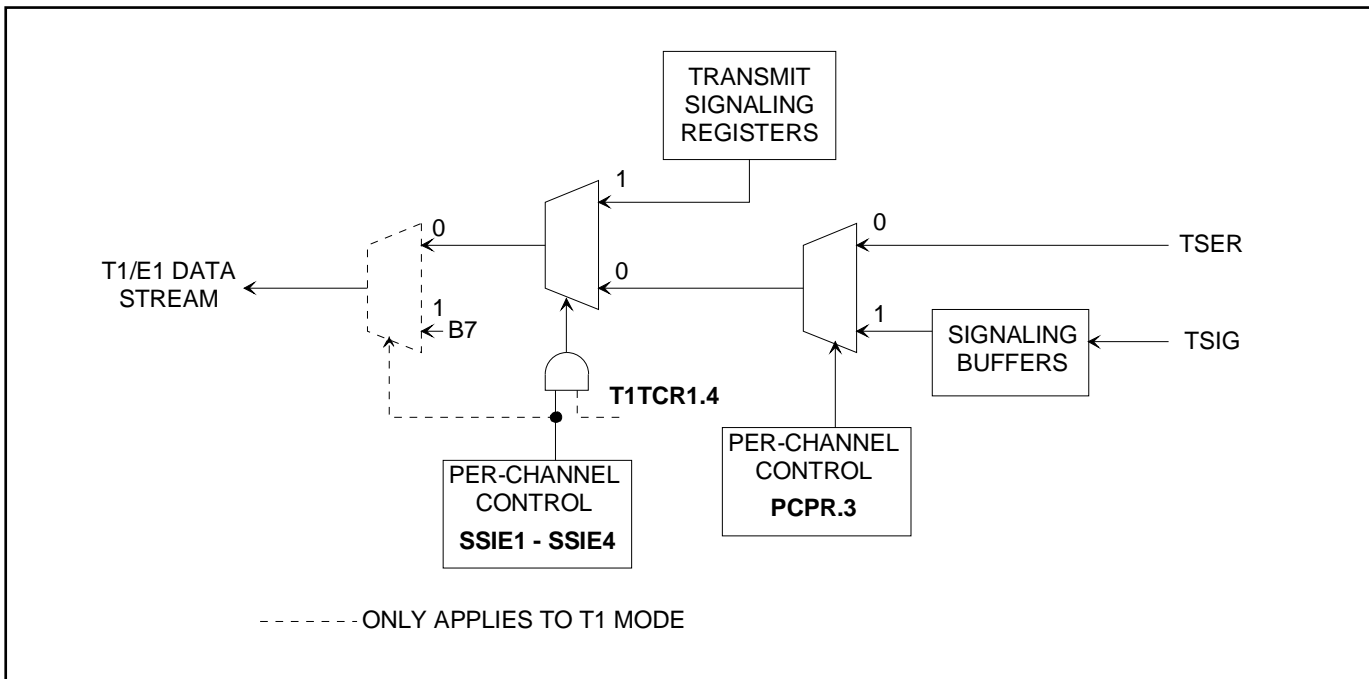 TRANSMIT
SIGNALING
REGISTERS
1
0
0
0
TSER
T1/E1 DATA
STREAM
1
B7
1
SIGNALING
BUFFERS
TSIG
T1TCR1.4
PER-CHANNEL
CONTROL
SSIE1 - SSIE4
PER-CHANNEL
CONTROL
PCPR.3
ONLY APPLIES TO T1 MODE